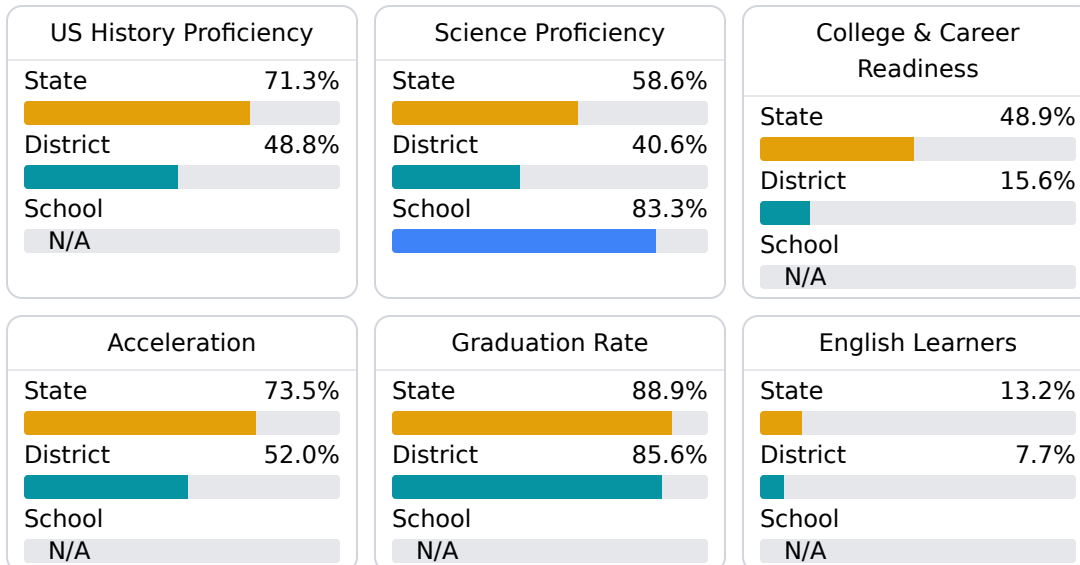 US History Proficiency
State 71.3%
District 48.8%
School
N/A
Science Proficiency
State 58.6%
District 40.6%
School 83.3%
College & Career
Readiness
State 48.9%
District 15.6%
School
N/A
Acceleration
State 73.5%
District 52.0%
School
N/A
Graduation Rate
State 88.9%
District 85.6%
School
N/A
English Learners
State 13.2%
District 7.7%
School
N/A